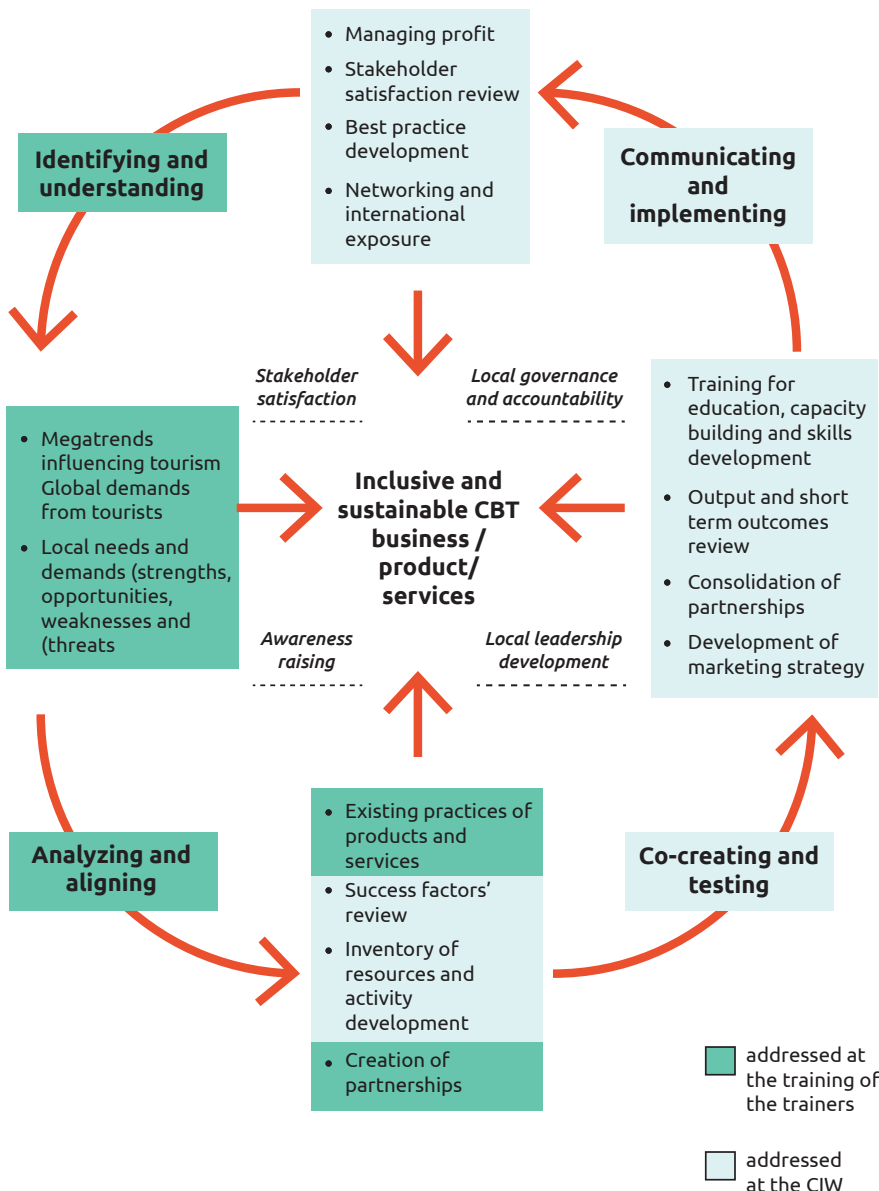 • Managing profit
• Stakeholder
satisfaction review
• Best practice
development
• Networking and
international
exposure
Identifying and
understanding
Communicating
and
implementing
Stakeholder
satisfaction
Local governance
and accountability
• Megatrends
influencing tourism
Global demands
from tourists
• Local needs and
demands (strengths,
opportunities,
weaknesses and
(threats
Inclusive and
sustainable CBT
business /
product/
services
• Training for
education, capacity
building and skills
development
• Output and short
term outcomes
review
• Consolidation of
partnerships
• Development of
marketing strategy
Awareness
raising
Local leadership
development
Analyzing and
aligning
• Existing practices of
products and
services
• Success factors’
review
• Inventory of
resources and
activity
development
• Creation of
partnerships
Co-creating and
testing
addressed at
the training of
the trainers
addressed
at the CIW